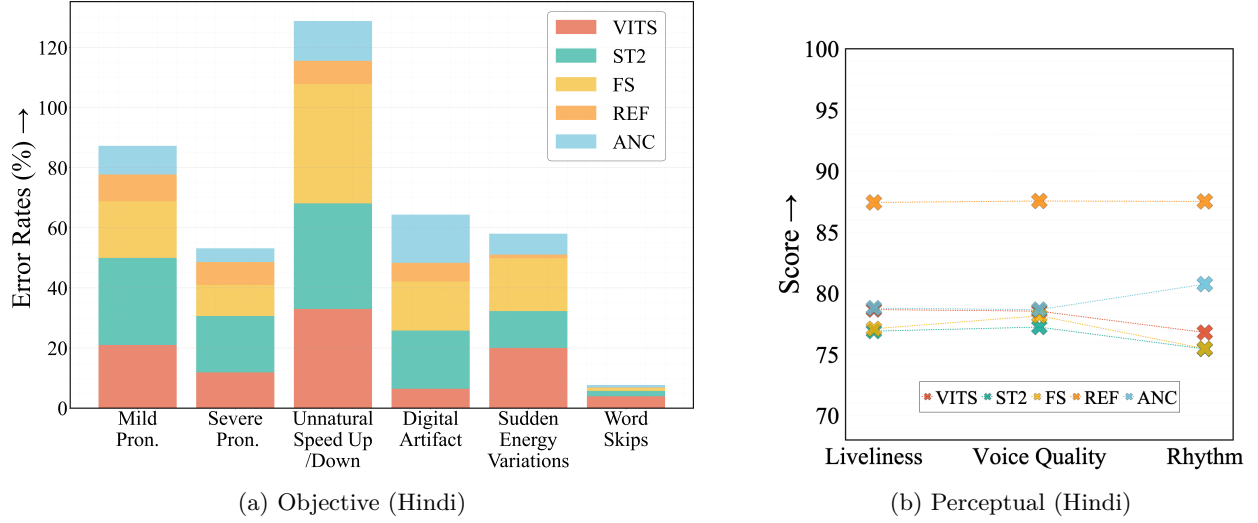 Error Rates (%) →
120
100
80
60
40
20
0
VITS
ST2
FS
REF
ANC
Mild
Pron.
Severe
Pron.
Unnatural
Speed Up
/Down
Digital
Artifact
Sudden
Energy
Variations
Word
Skips
(a) Objective (Hindi)
Score →
100
95
90
85
80
75
70
VITS ST2 FS REF ANC
Liveliness Voice Quality Rhythm
(b) Perceptual (Hindi)